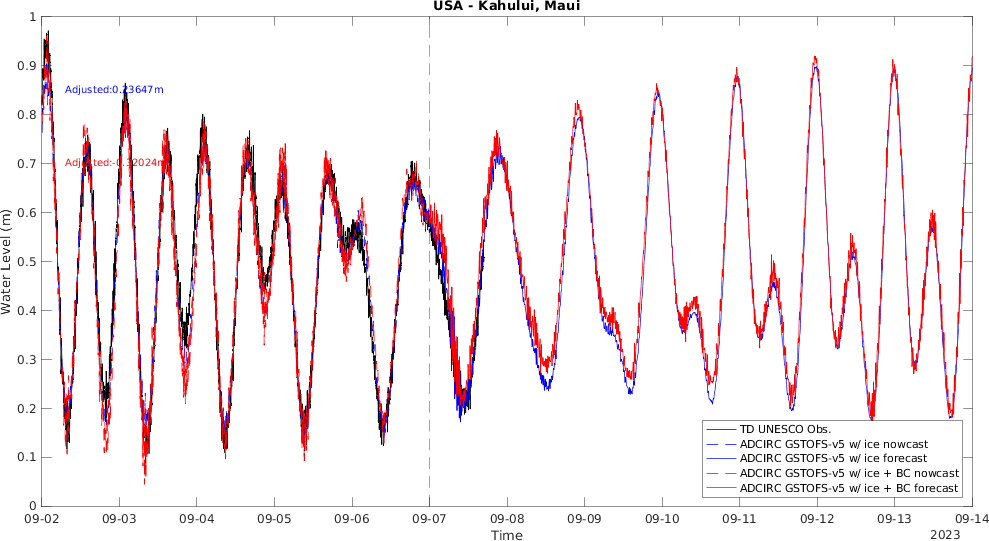 USA - Kahului, Maui
1
0.9
Adjusted:0.23647m
0.8
0.7
Adjusted:-0.32024m
0.6
0.5
0.4
0.3
0.2
0.1
0
Water Level (m)
TD UNESCO Obs.
ADCIRC GSTOFS-v5 w/ ice nowcast
ADCIRC GSTOFS-v5 w/ ice forecast
ADCIRC GSTOFS-v5 w/ ice + BC nowcast
ADCIRC GSTOFS-v5 w/ ice + BC forecast
09-02 09-03 09-04 09-05 09-06 09-07 09-08 09-09 09-10 09-11 09-12 09-13 09-14
Time
2023